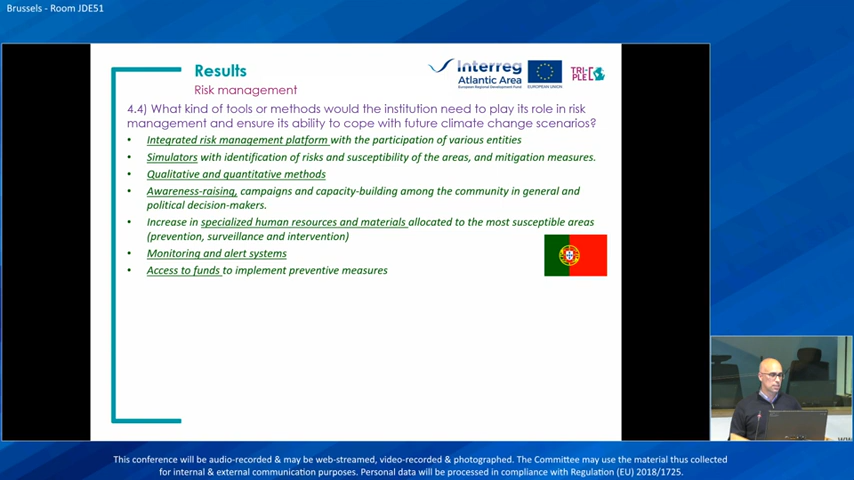 Brussels - Room JDE51
Results
Risk management
Interreg
Atlantic Area
European Regional Development Fund
EUROPEAN UNION
TRI-
PLE
4.4) What kind of tools or methods would the institution need to play its role in risk
management and ensure its ability to cope with future climate change scenarios?
• Integrated risk management platform with the participation of various entities
• Simulators with identification of risks and susceptibility of the areas, and mitigation measures.
• Qualitative and quantitative methods
• Awareness-raising, campaigns and capacity-building among the community in general and
political decision-makers.
• Increase in specialized human resources and materials allocated to the most susceptible areas
(prevention, surveillance and intervention)
• Monitoring and alert systems
• Access to funds to implement preventive measures
This conference will be audio-recorded & may be web-streamed, video-recorded & photographed. The Committee may use the material thus collected
for internal & external communication purposes. Personal data will be processed in compliance with Regulation (EU) 2018/1725.